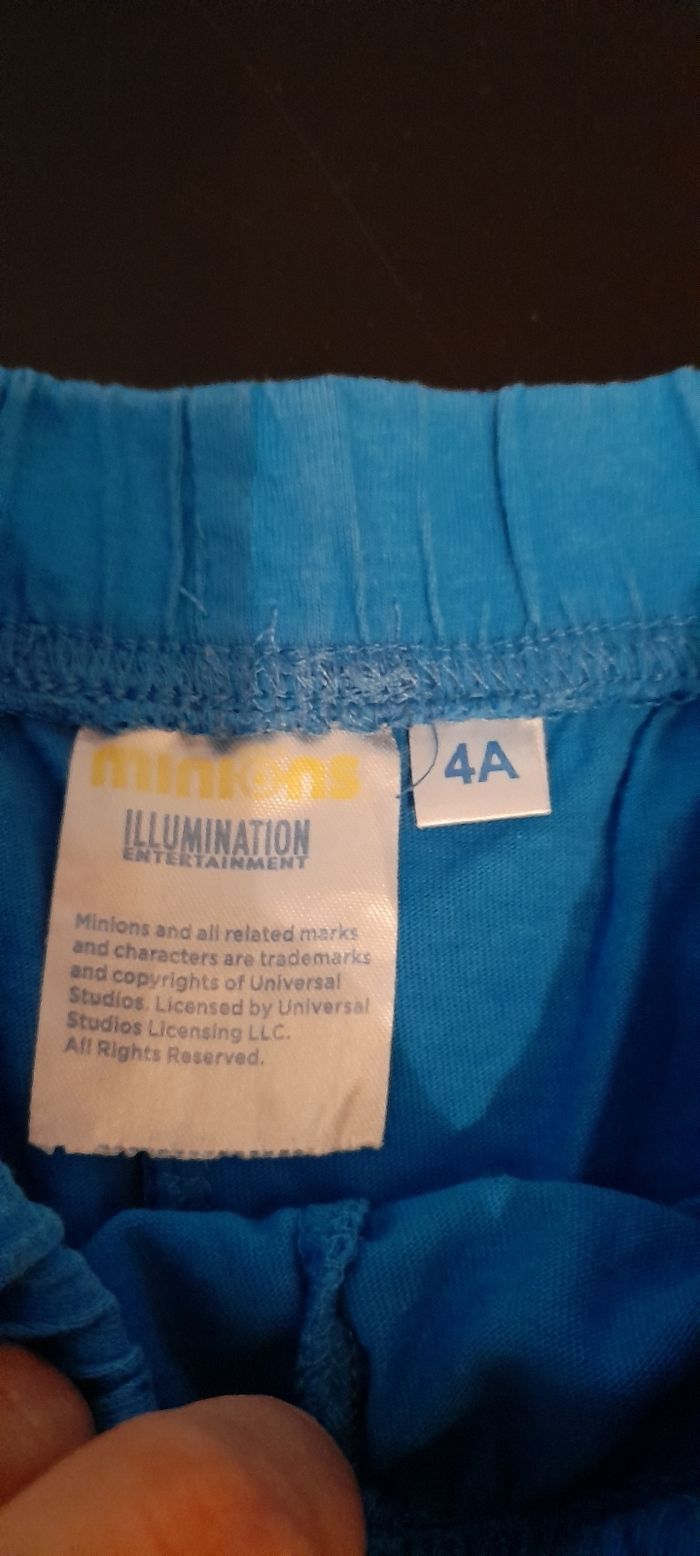 minions
4A
ILLUMINATION
ENTERTAINMENT
Minions and all related marks
and characters are trademarks
and copyrights of Universal
Studios. Licensed by Universal
Studios Licensing LLC.
All Rights Reserved.